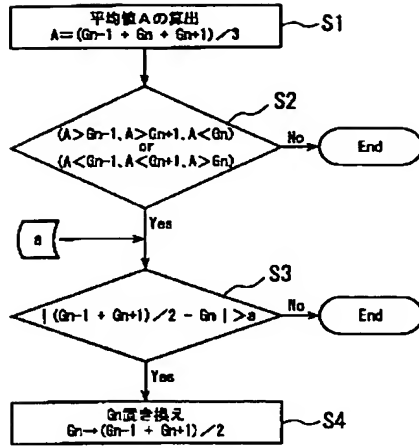 平均値Aの算出
A=(Gn-1 + Gn + Gn+1)/3
S1
S2
(A>Gn-1、A>Gn+1、A<Gn)
or
(A<Gn-1、A<Gn+1、A>Gn)
No
End
Yes
a
S3
|(Gn-1 + Gn+1)/2 - Gn|>a
No
End
Yes
Gn置き換え
Gn→(Gn-1 + Gn+1)/2
S4